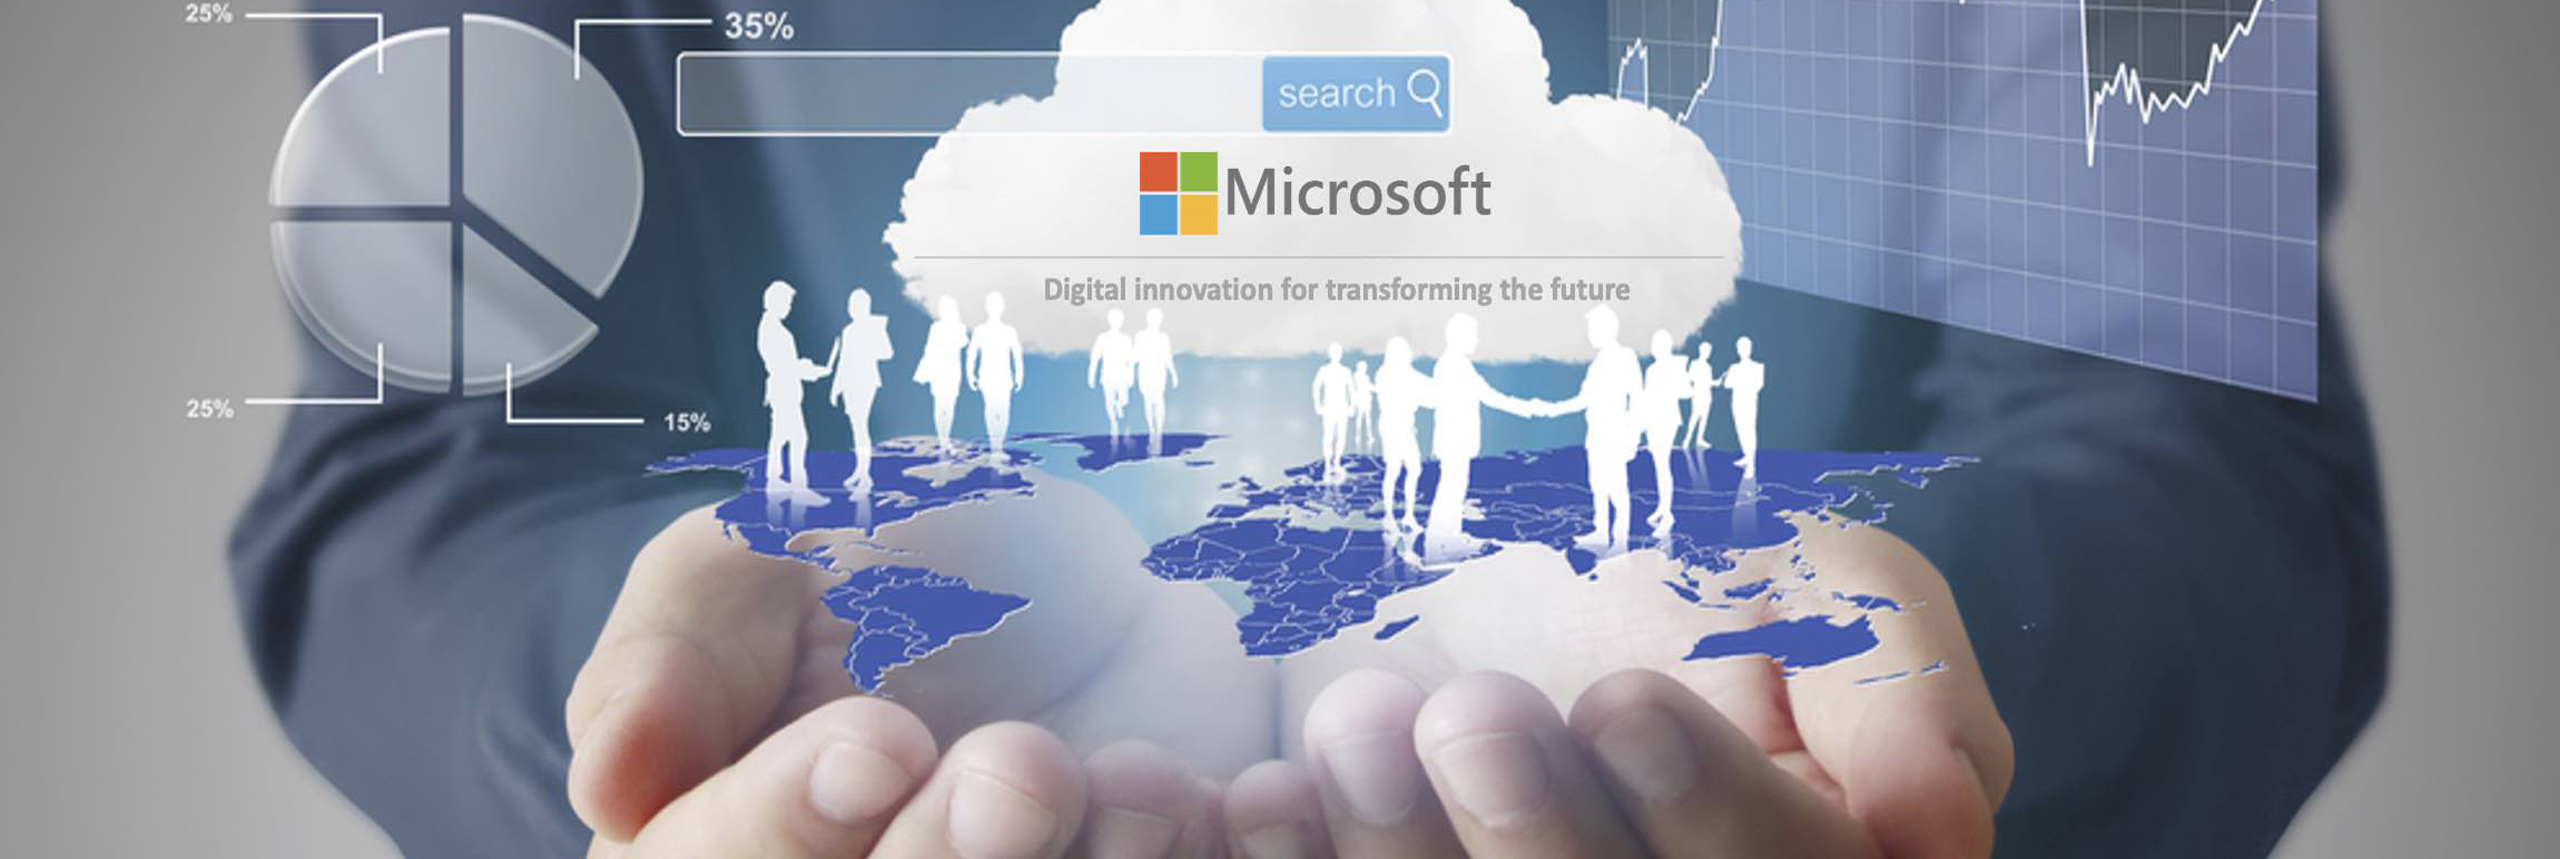 25%
35%
search
Microsoft
Digital innovation for transforming the future
25%
15%